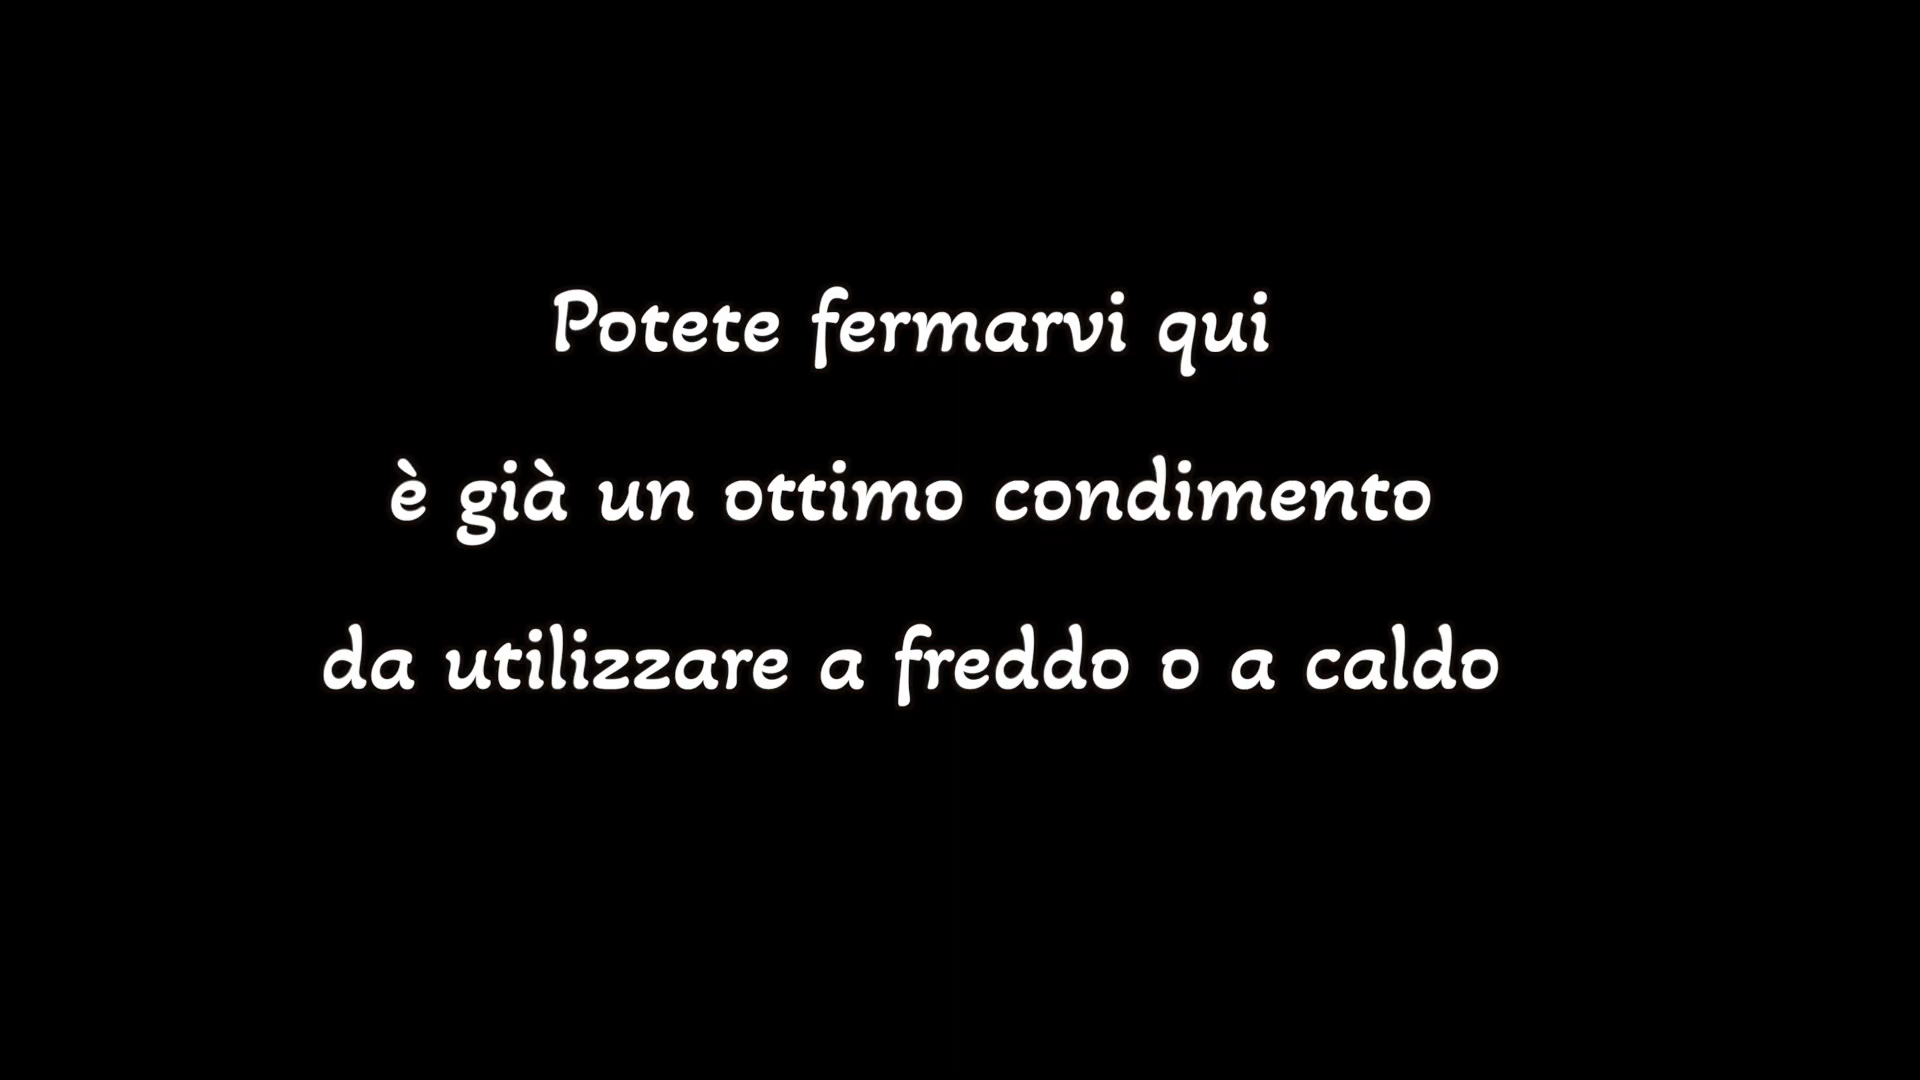 Potete fermarvi qui
è già un ottimo condimento
da utilizzare a freddo o a caldo